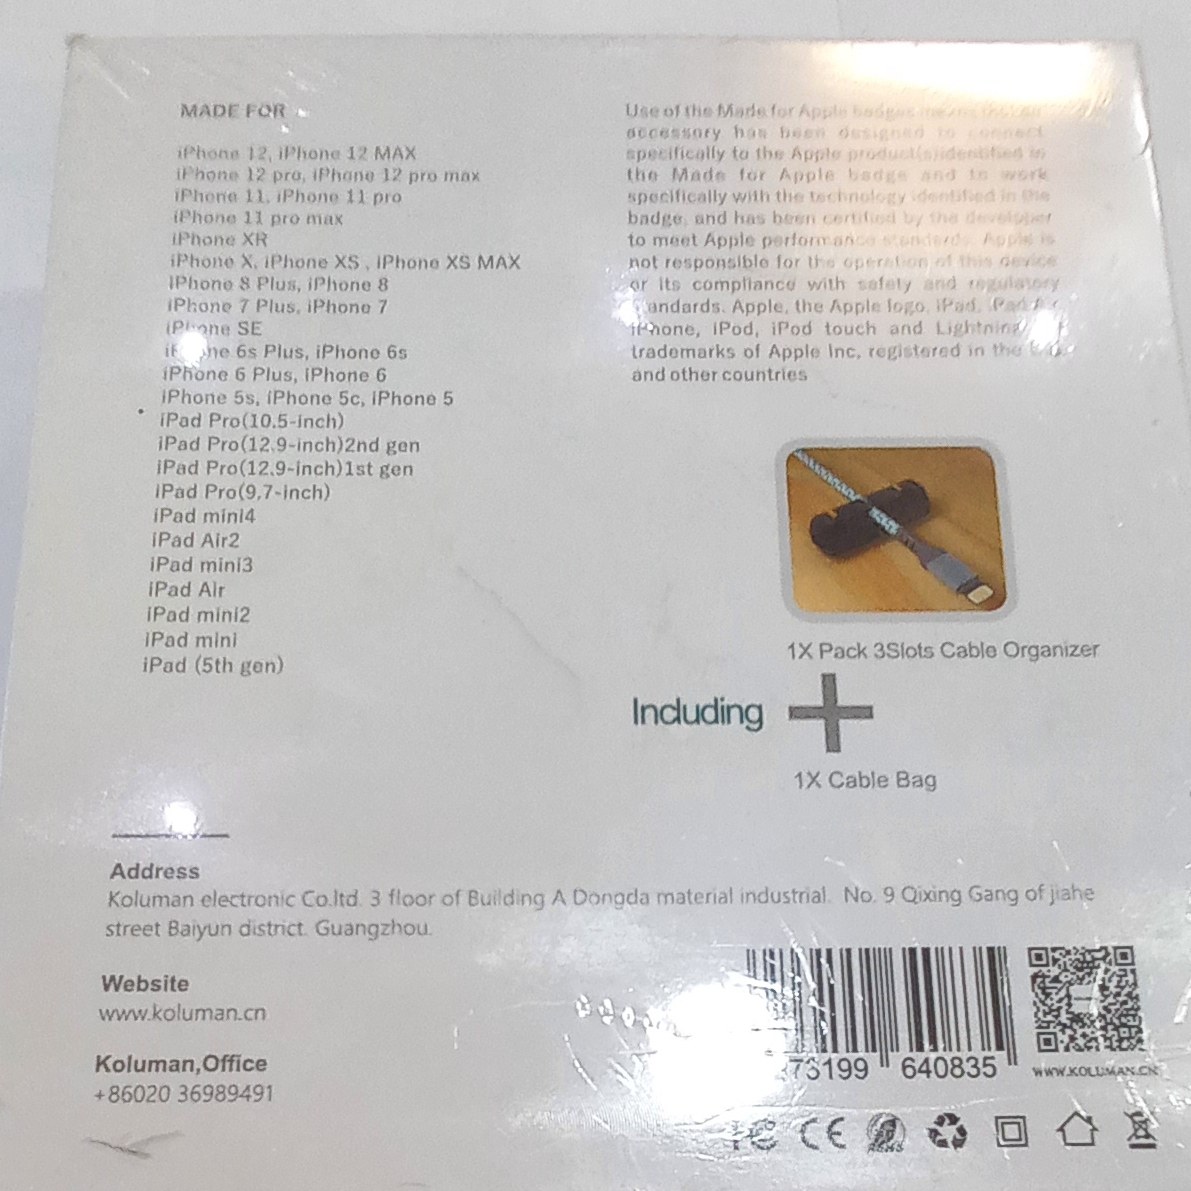 MADE FOR
iPhone 12, iPhone 12 MAX
iPhone 12 pro, iPhone 12 pro max
iPhone 11, iPhone 11 pro
iPhone 11 pro max
iPhone XR
iPhone X, iPhone XS , iPhone XS MAX
iPhone 8 Plus, iPhone 8
iPhone 7 Plus, iPhone 7
iPhone SE
iPhone 6s Plus, iPhone 6s
iPhone 6 Plus, iPhone 6
iPhone 5s, iPhone 5c, iPhone 5
iPad Pro(10.5-inch)
iPad Pro(12.9-inch)2nd gen
iPad Pro(12.9-inch)1st gen
iPad Pro(9,7-inch)
iPad mini4
iPad Air2
iPad mini3
iPad Air
iPad mini2
iPad mini
iPad (5th gen)
Use of the Made for Apple badges means
accessory has been designed to connect
specifically to the Apple product(s)identified in
the Made for Apple badge and to work
specifically with the technology identified in the
badge, and has been certified by the developer
to meet Apple performance standards. Apple is
not responsible for the operation of this device
or its compliance with safety and regulatory
andards. Apple, the Apple logo, iPad,
iPhone, iPod, iPod touch and Lightning
trademarks of Apple Inc, registered in the
and other countries
1X Pack 3Slots Cable Organizer
Including
1X Cable Bag
Address
Koluman electronic Co.ltd. 3 floor of Building A Dongda material industrial. No. 9 Qixing Gang of jiahe
street Baiyun district. Guangzhou.
Website
www.koluman.cn
Koluman,Office
+86020 36989491
73199 640835
WWW.KOLUMAN.CN
CE